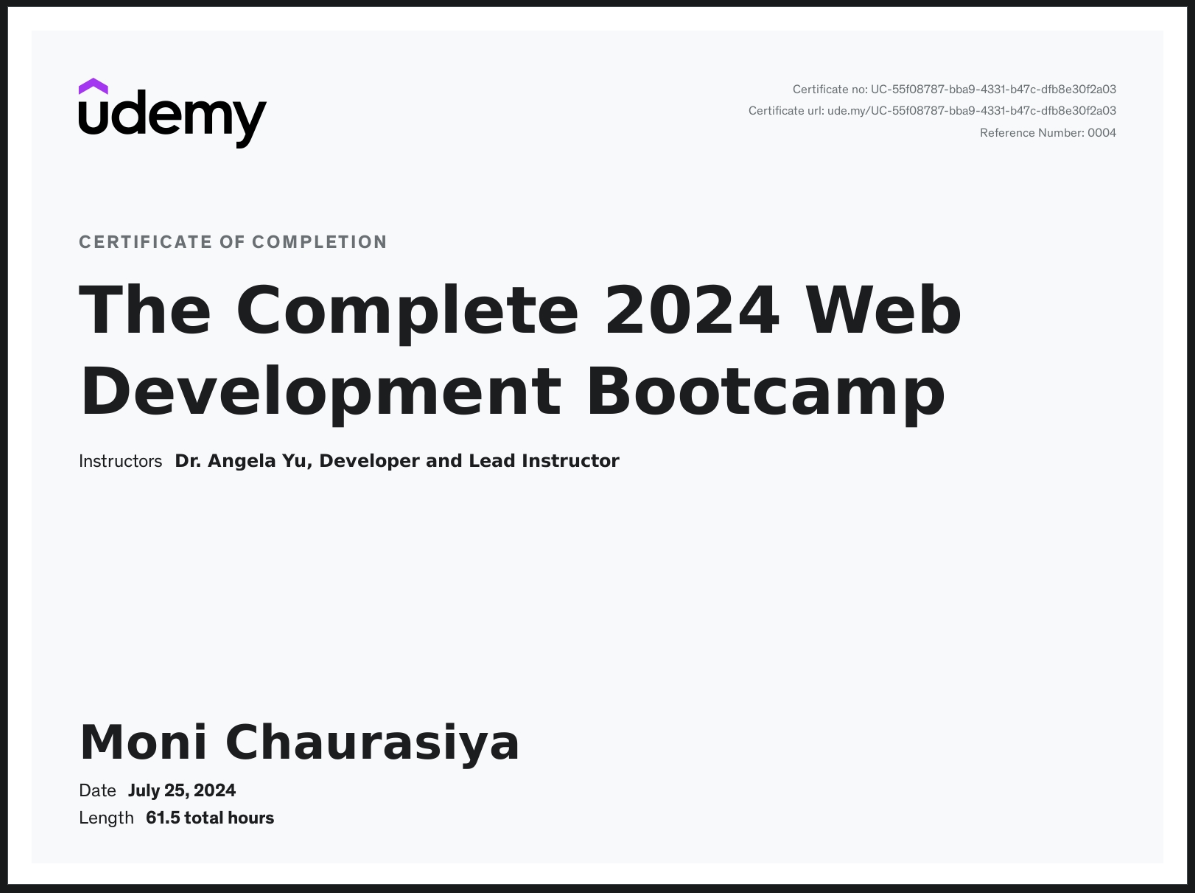 udemy
Certificate no: UC-55f08787-bba9-4331-b47c-dfb8e30f2a03
Certificate url: ude.my/UC-55f08787-bba9-4331-b47c-dfb8e30f2a03
Reference Number: 0004
CERTIFICATE OF COMPLETION
The Complete 2024 Web
Development Bootcamp
Instructors Dr. Angela Yu, Developer and Lead Instructor
Moni Chaurasiya
Date July 25, 2024
Length 61.5 total hours